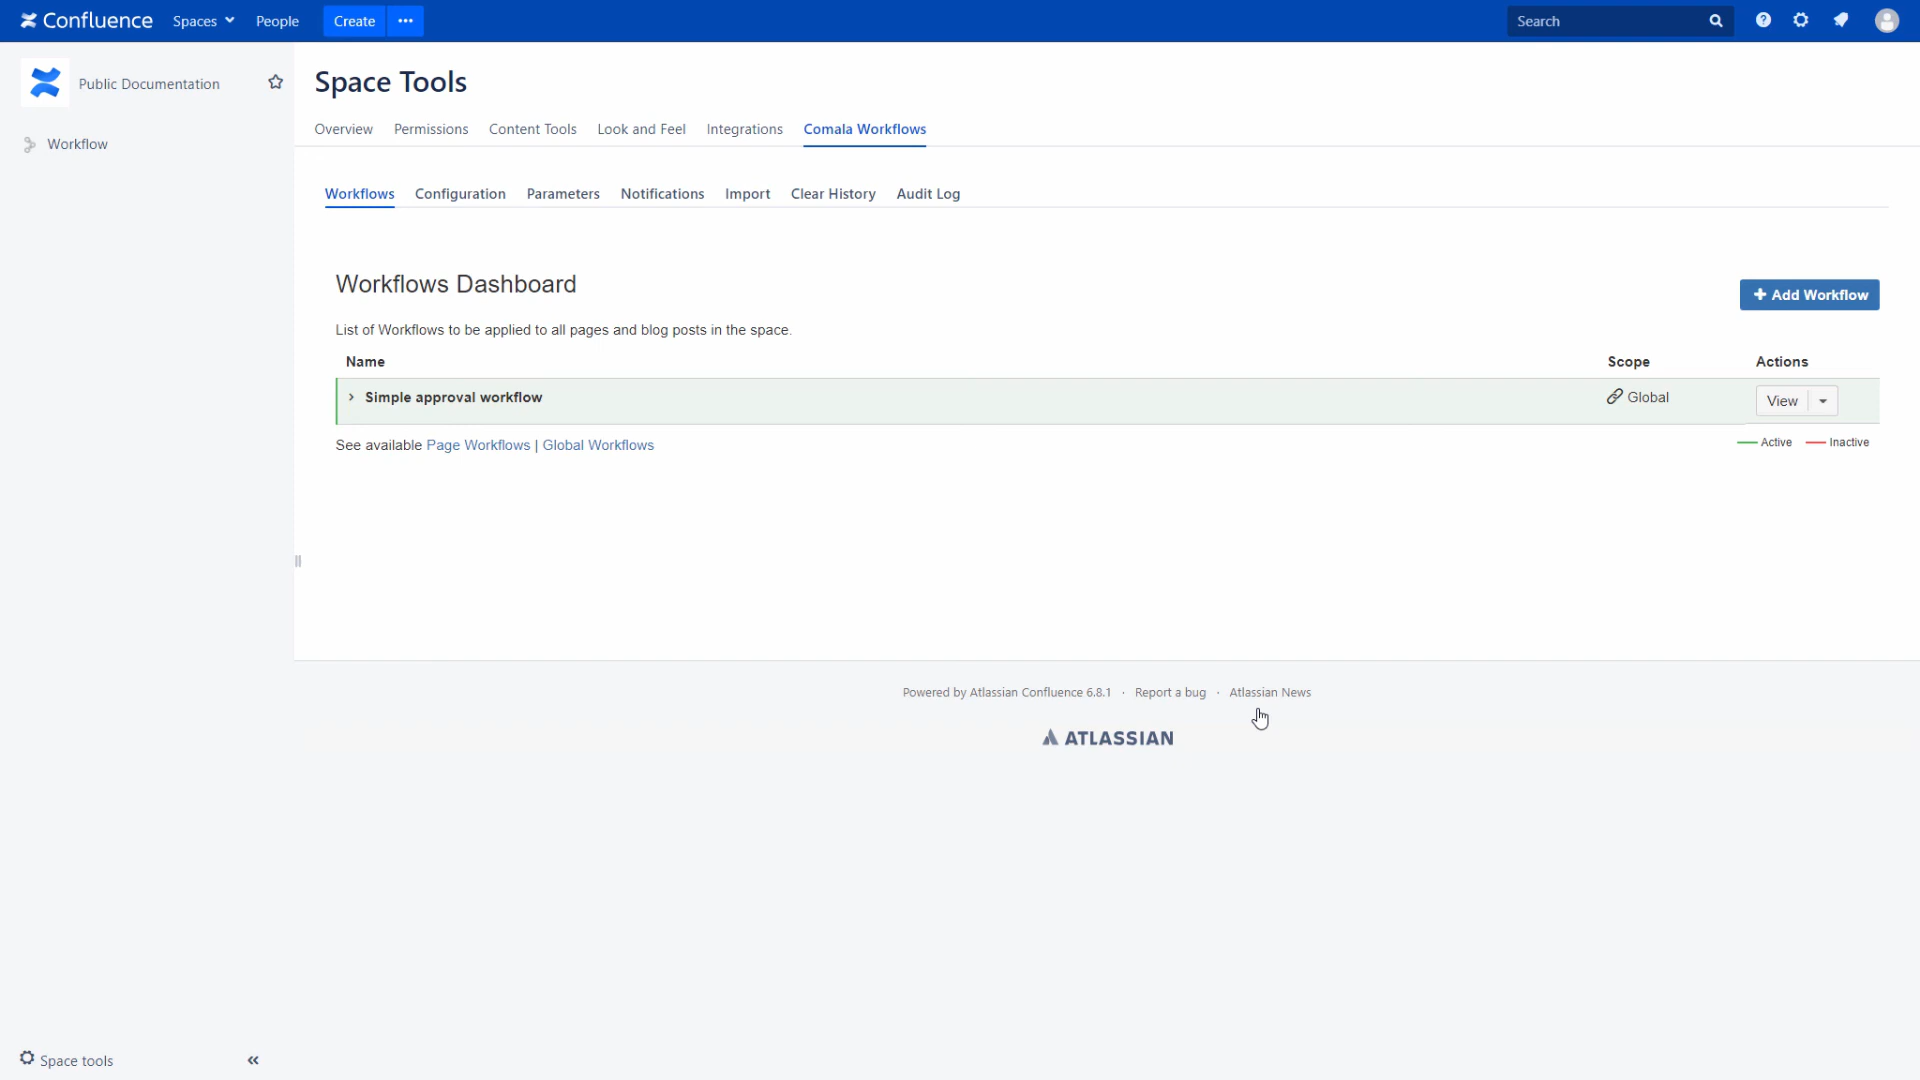 Confluence Spaces People Create ••• Search
Public Documentation
Workflow
Space Tools
Overview Permissions Content Tools Look and Feel Integrations Comala Workflows
Workflows Configuration Parameters Notifications Import Clear History Audit Log
Workflows Dashboard
+ Add Workflow
List of Workflows to be applied to all pages and blog posts in the space.
Name Scope Actions
> Simple approval workflow Global View
See available Page Workflows | Global Workflows
Active Inactive
Powered by Atlassian Confluence 6.8.1 · Report a bug · Atlassian News
ATLASSIAN
Space tools «